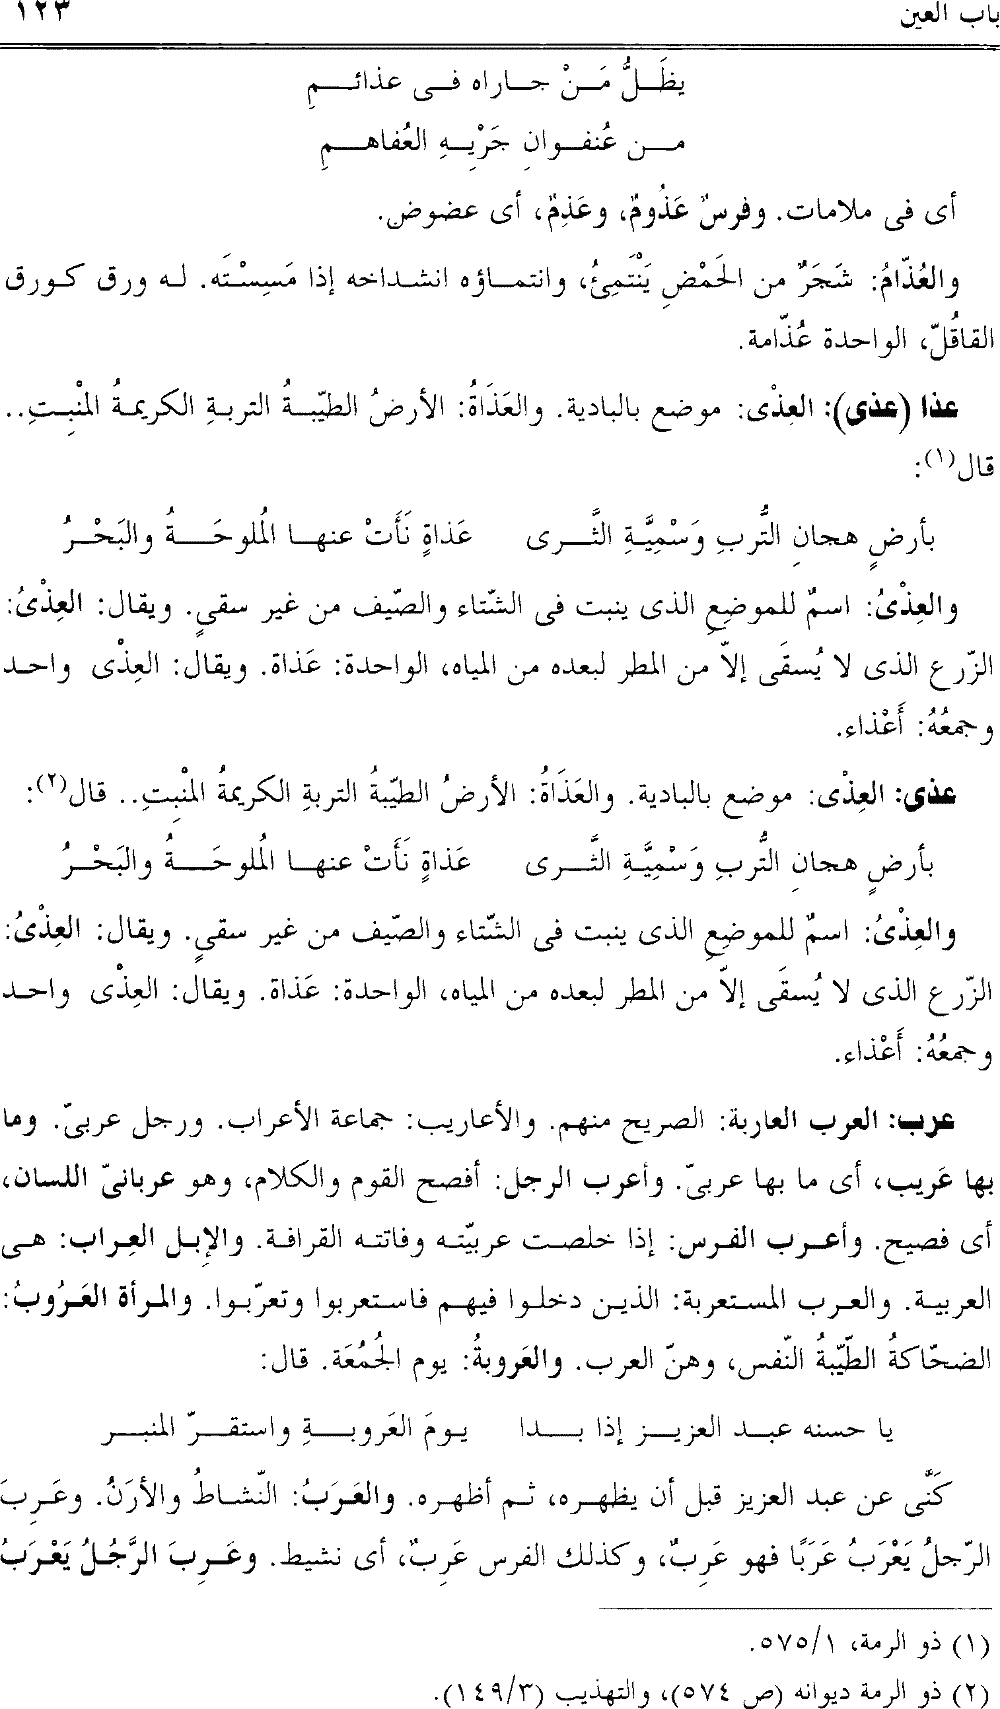 باب العين ١٢٣
يظَلُّ مَنْ جاراه فى عذائمِ
من عُنفوانِ جَرْيِهِ العُفاهمِ
أى فى ملامات. وفرسٌ عَذُومٌ، وعَذِمٌ، أى عضوض.
والعُذّامُ: شَجَرٌ من الحَمْضِ يَنْتَمِئُ، وانتماؤه انشداخه إذا مَسِسْتَه. له ورق كورق
القاقُلّ، الواحدة عُذّامة.
عذا (عذى): العِذْى: موضع بالبادية. والعَذَاةُ: الأرضُ الطيّبةُ التربةِ الكريمةُ المنْبِتِ..
قال(١):
بأرضٍ هجانِ التُّربِ وَسْمِيَّةِ الثَّرى عَذاةٍ نَأَتْ عنها المُلوحَةُ والبَحْرُ
والعِذْىُ: اسمٌ للموضعِ الذى ينبت فى الشّتاء والصّيف من غير سقىٍ. ويقال: العِذْىُ:
الزّرع الذى لا يُسقَى إلاّ من المطر لبعده من المياه، الواحدة: عَذاة. ويقال: العِذْى واحد
وجمعُهُ: أَعْذاء.
عذى: العِذْى: موضع بالبادية. والعَذَاةُ: الأرضُ الطيّبةُ التربةِ الكريمةُ المنْبِتِ.. قال(٢):
بأرضٍ هجانِ التُّربِ وَسْمِيَّةِ الثَّرى عَذاةٍ نَأَتْ عنها المُلوحَةُ والبَحْرُ
والعِذْىُ: اسمٌ للموضعِ الذى ينبت فى الشّتاء والصّيف من غير سقىٍ. ويقال: العِذْىُ:
الزّرع الذى لا يُسقَى إلاّ من المطر لبعده من المياه، الواحدة: عَذاة. ويقال: العِذْى واحد
وجمعُهُ: أَعْذاء.
عرب: العرب العاربة: الصريح منهم. والأعاريب: جماعة الأعراب. ورجل عربىّ. وما
بها عَريب، أى ما بها عربىّ. وأعرب الرجل: أفصح القوم والكلام، وهو عربانىّ اللسان،
أى فصيح. وأعرب الفرس: إذا خلصت عربيّته وفاتته القرافة. والإبل العِراب: هى
العربية. والعرب المستعربة: الذين دخلوا فيهم فاستعربوا وتعرّبوا. والمرأة العَرُوبُ:
الضحّاكةُ الطّيّبةُ النّفس، وهنّ العرب. والعَروبةُ: يوم الجُمُعَة. قال:
يا حسنه عبد العزيز إذا بدا يومَ العَروبةِ واستقرّ المنبر
كَنَّى عن عبد العزيز قبل أن يظهره، ثم أظهره. والعَرَبُ: النّشاطُ والأرَنُ. وعَرِبَ
الرّجلُ يَعْرَبُ عَرَبًا فهو عَرِبٌ، وكذلك الفرس عَرِبٌ، أى نشيط. وعَرِبَ الرَّجُلُ يَعْرَبُ
(١) ذو الرمة، ٥٧٥/١.
(٢) ذو الرمة ديوانه (ص ٥٧٤)، والتهذيب (١٤٩/٣).